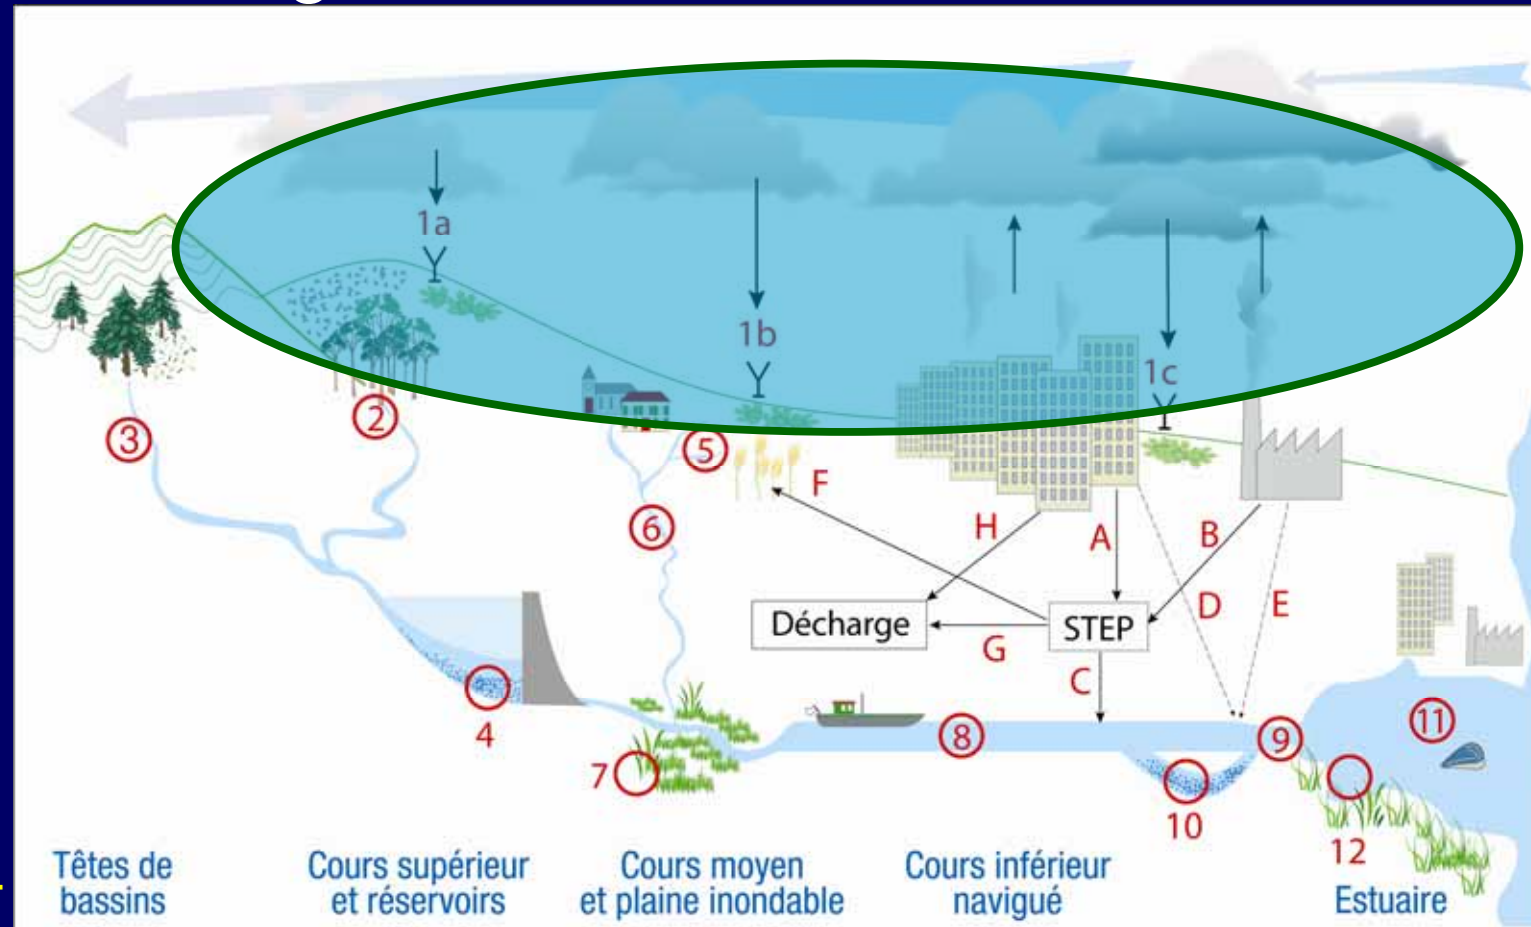 1a
1b
1c
2
3
5
F
6
H
A
B
D
E
Décharge
STEP
G
C
4
11
8
9
7
10
12
Têtes de
bassins
Cours supérieur
et réservoirs
Cours moyen
et plaine inondable
Cours inférieur
navigué
Estuaire